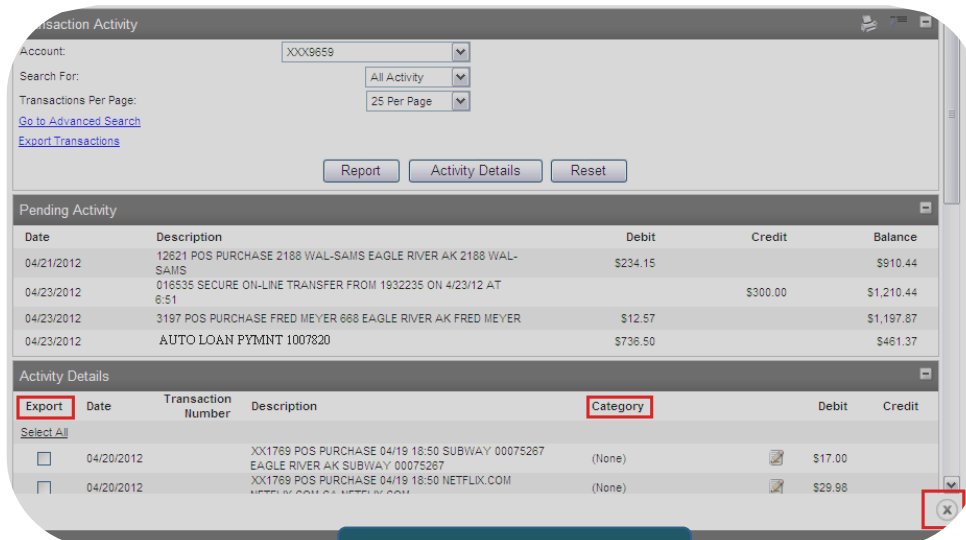 nsaction Activity
Account: XXX9659
Search For: All Activity
Transactions Per Page: 25 Per Page
Go to Advanced Search
Export Transactions
Report Activity Details Reset
Pending Activity
Date Description Debit Credit Balance
04/21/2012 12621 POS PURCHASE 2188 WAL-SAMS EAGLE RIVER AK 2188 WAL- $234.15 $910.44
SAMS
04/23/2012 016535 SECURE ON-LINE TRANSFER FROM 1932235 ON 4/23/12 AT $300.00 $1,210.44
6:51
04/23/2012 3197 POS PURCHASE FRED MEYER 668 EAGLE RIVER AK FRED MEYER $12.57 $1,197.87
04/23/2012 AUTO LOAN PYMNT 1007820 $736.50 $461.37
Activity Details
Export Date Transaction Number Description Category Debit Credit
Select All
04/20/2012 XX1769 POS PURCHASE 04/19 18:50 SUBWAY 00075267 (None) $17.00
EAGLE RIVER AK SUBWAY 00075267
04/20/2012 XX1769 POS PURCHASE 04/19 18:50 NETFLIX.COM (None) $29.98
NETFLIX.COM CA NETFLIX.COM
X